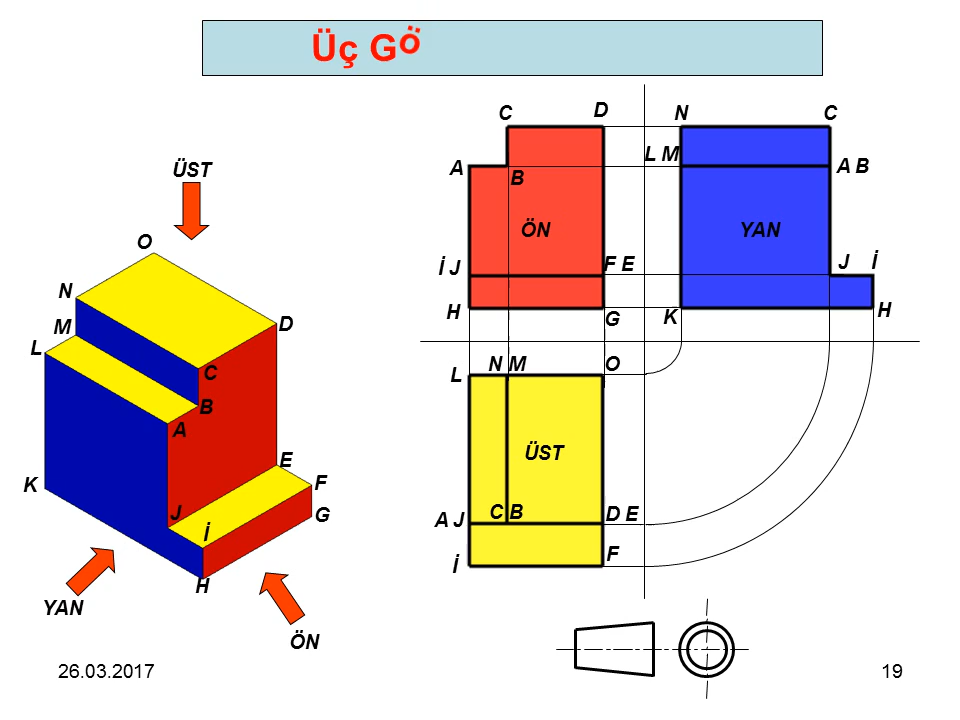 Üç Gö
ÜST
O
N
M
L
D
C
B
A
E
K
F
J
İ
G
H
YAN
ÖN
C D N C
A B L M A B
ÖN YAN
İ J F E J İ
H G K H
L N M O
ÜST
A J C B D E
İ F
26.03.2017
19